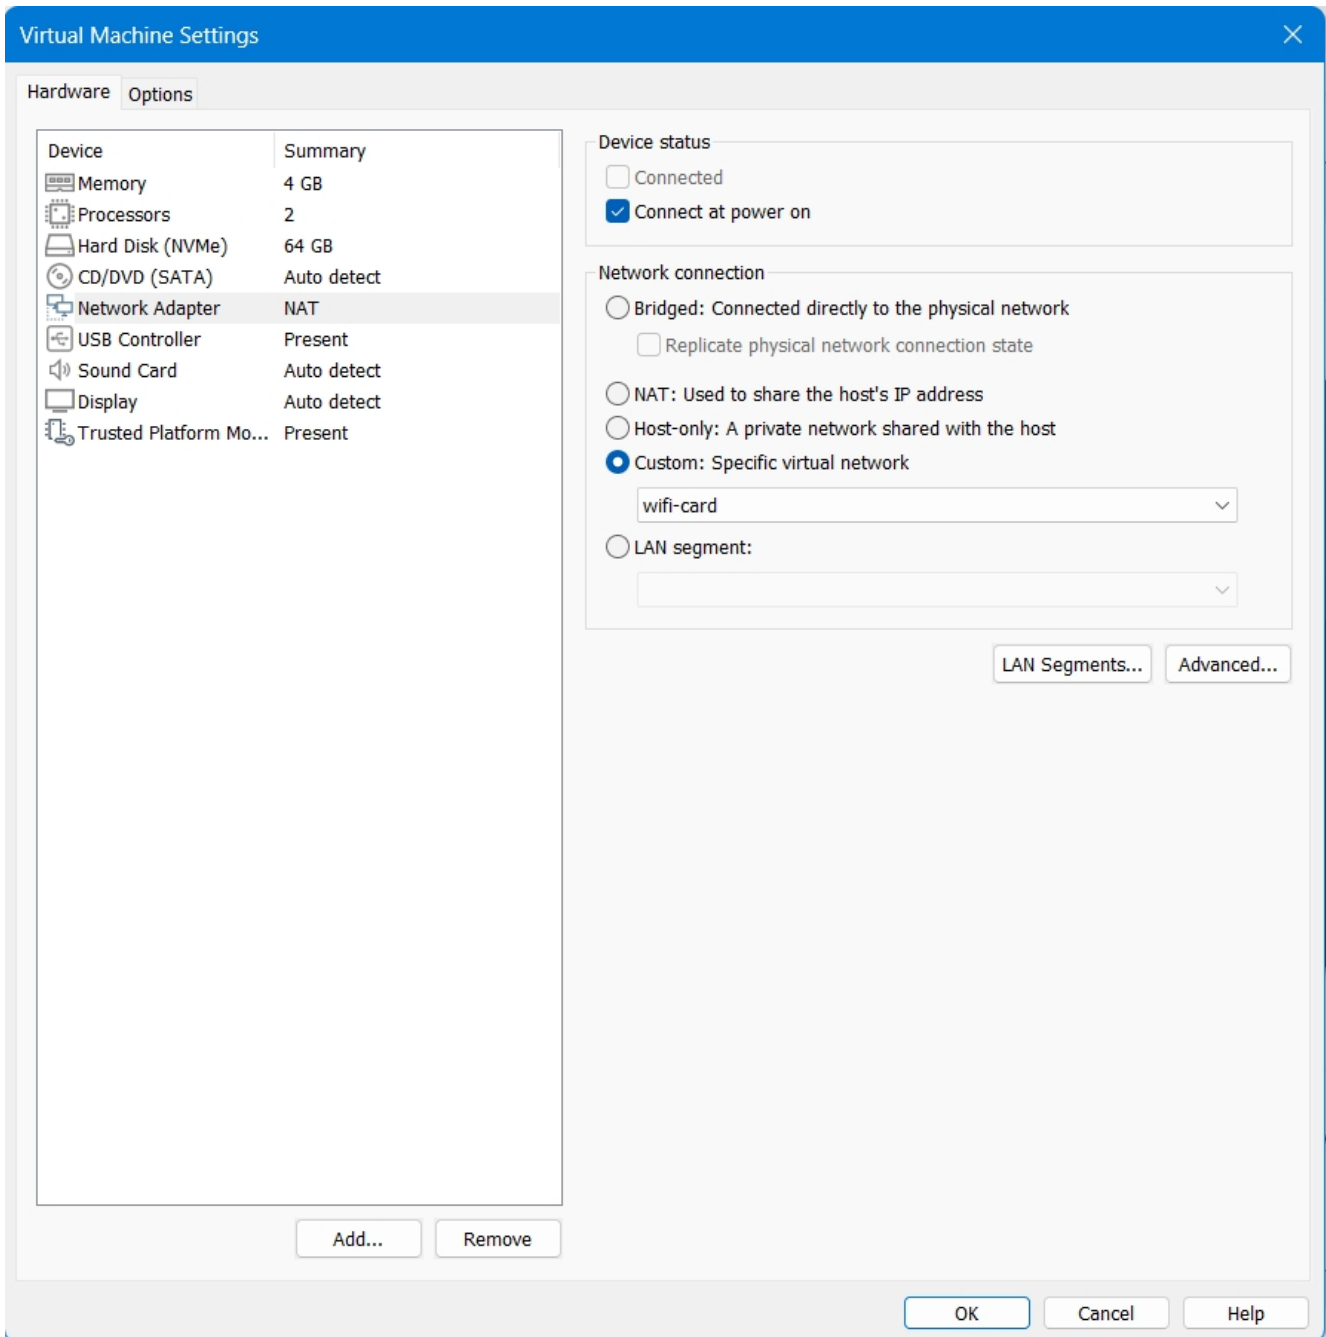 Virtual Machine Settings
Hardware Options
Device Summary
Memory 4 GB
Processors 2
Hard Disk (NVMe) 64 GB
CD/DVD (SATA) Auto detect
Network Adapter NAT
USB Controller Present
Sound Card Auto detect
Display Auto detect
Trusted Platform Mo... Present
Add... Remove
Device status
Connected
Connect at power on
Network connection
Bridged: Connected directly to the physical network
Replicate physical network connection state
NAT: Used to share the host's IP address
Host-only: A private network shared with the host
Custom: Specific virtual network
wifi-card
LAN segment:
LAN Segments... Advanced...
OK Cancel Help